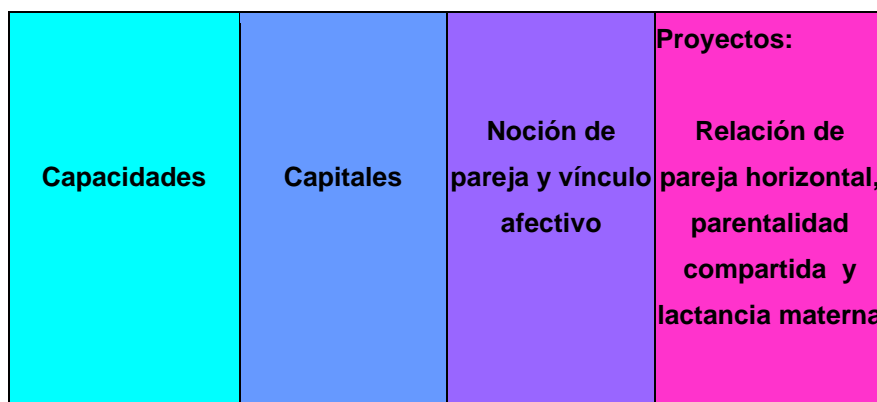 Capacidades
Capitales
Noción de
pareja y vínculo
afectivo
Proyectos:
Relación de
pareja horizontal,
parentalidad
compartida y
lactancia materna